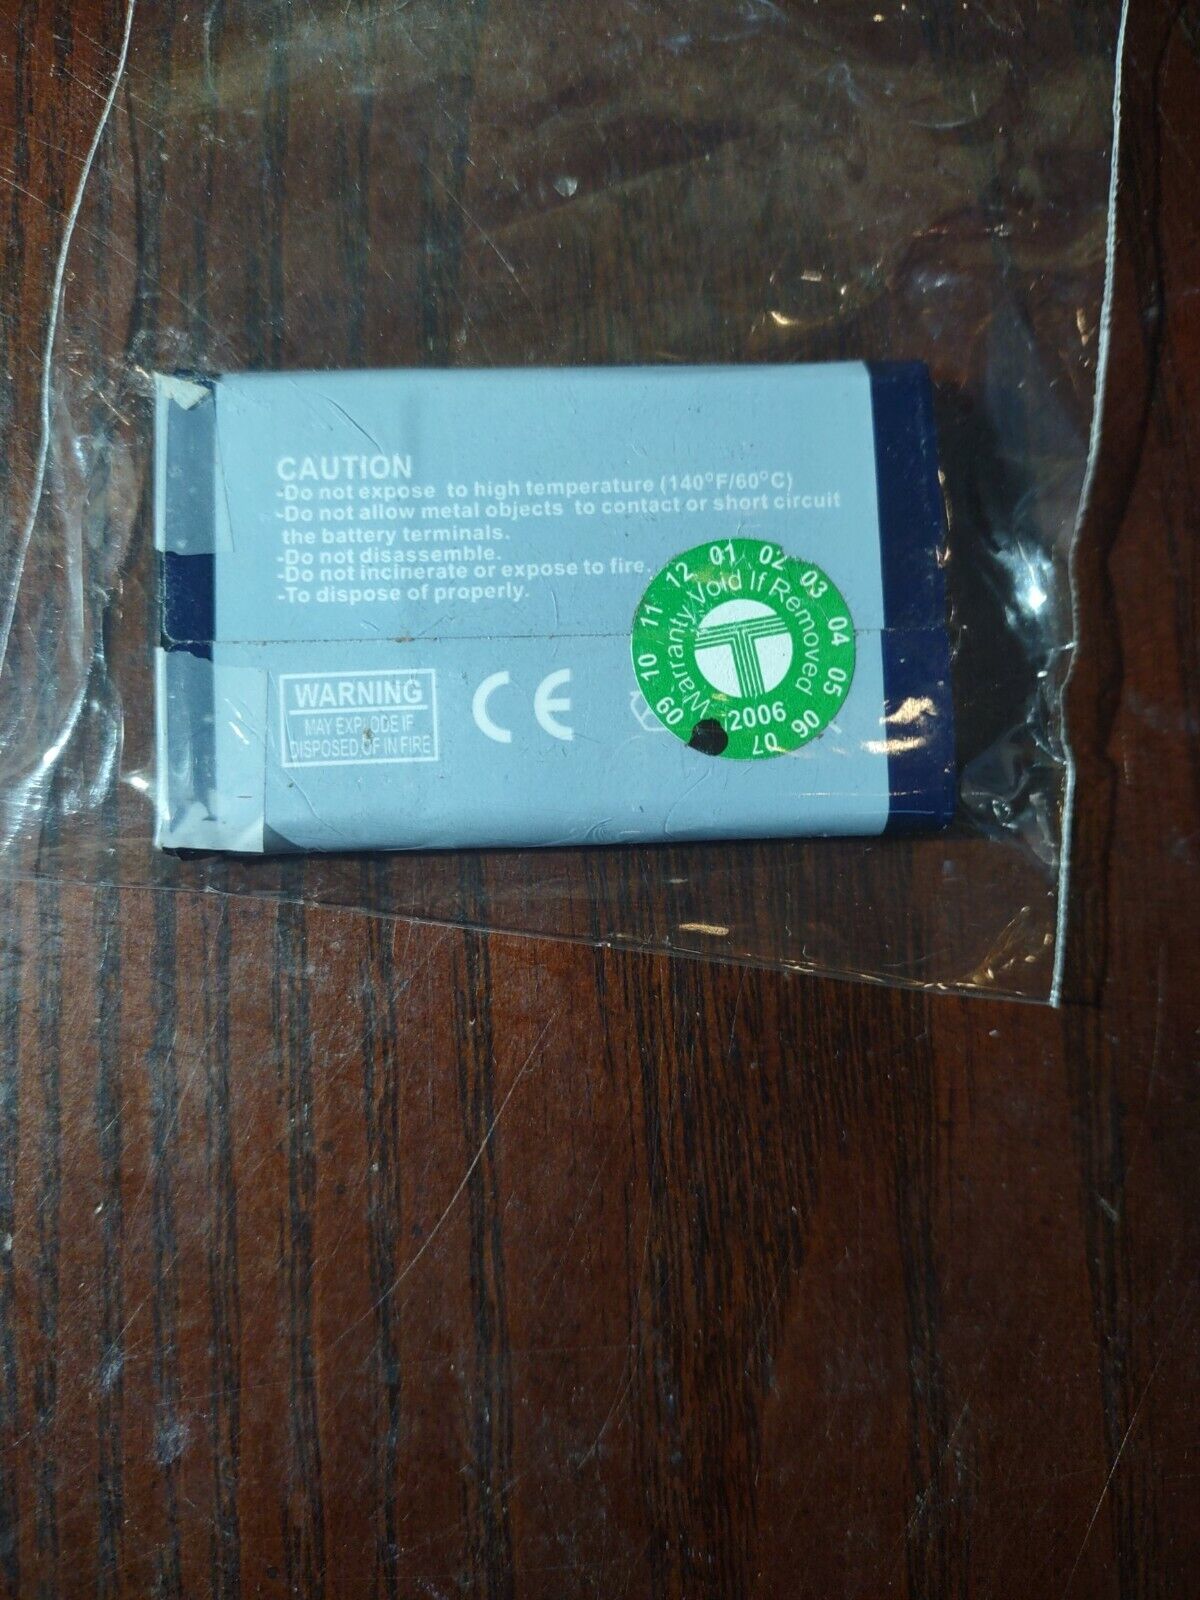 CAUTION
-Do not expose to high temperature (140°F/60°C)
-Do not allow metal objects to contact or short circuit
the battery terminals.
-Do not disassemble.
-Do not incinerate or expose to fire.
-To dispose of properly.
WARNING
MAY EXPLODE IF
DISPOSED OF IN FIRE
CE
01 02 03 04 05 06 07 09 10 11 12
Warranty Void If Removed
T
2006